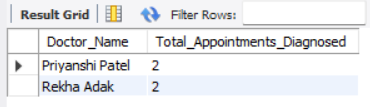 Result Grid Filter Rows:
Doctor_Name Total_Appointments_Diagnosed
Priyanshi Patel 2
Rekha Adak 2